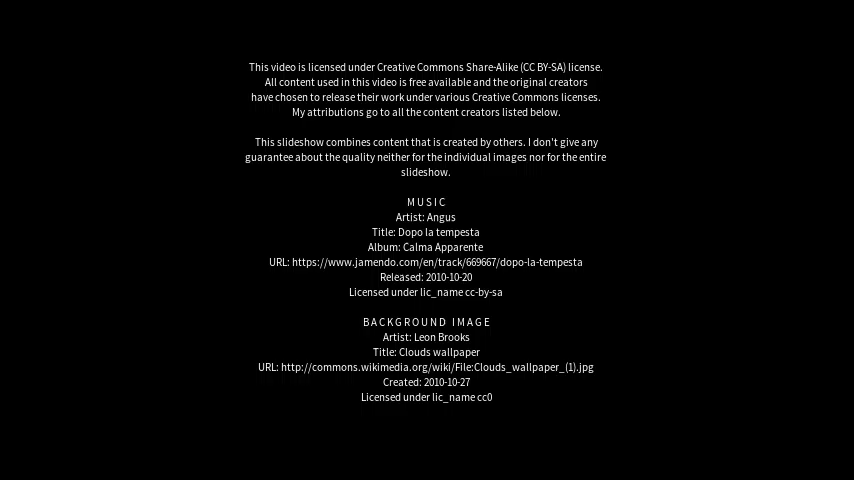 This video is licensed under Creative Commons Share-Alike (CC BY-SA) license.
All content used in this video is free available and the original creators
have chosen to release their work under various Creative Commons licenses.
My attributions go to all the content creators listed below.
This slideshow combines content that is created by others. I don't give any
guarantee about the quality neither for the individual images nor for the entire
slideshow.
MUSIC
Artist: Angus
Title: Dopo la tempesta
Album: Calma Apparente
URL: https://www.jamendo.com/en/track/669667/dopo-la-tempesta
Released: 2010-10-20
Licensed under lic_name cc-by-sa
BACKGROUND IMAGE
Artist: Leon Brooks
Title: Clouds wallpaper
URL: http://commons.wikimedia.org/wiki/File:Clouds_wallpaper_(1).jpg
Created: 2010-10-27
Licensed under lic_name cc0